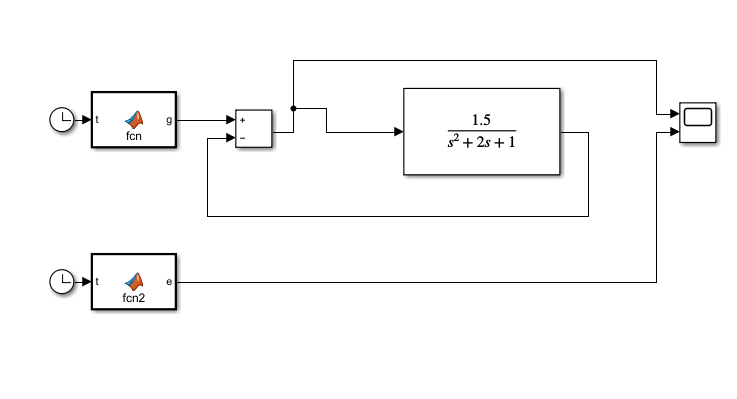 t
g
fcn
+
−
1.5
s² + 2s + 1
t
e
fcn2